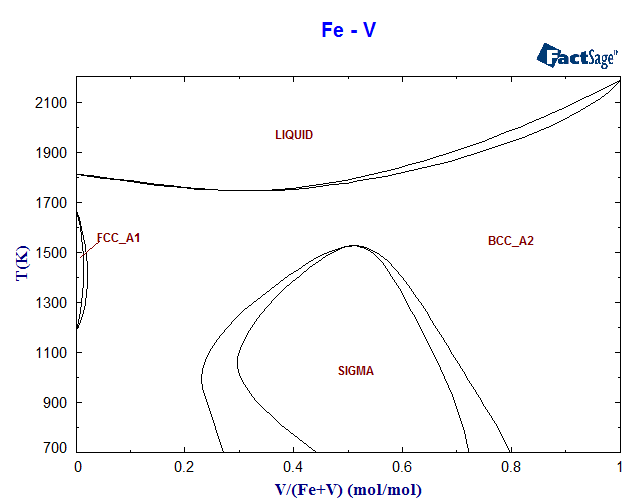 Fe - V
FactSage™
LIQUID
FCC_A1
BCC_A2
SIGMA
T(K)
2100
1900
1700
1500
1300
1100
900
700
0
0.2
0.4
0.6
0.8
1
V/(Fe+V) (mol/mol)